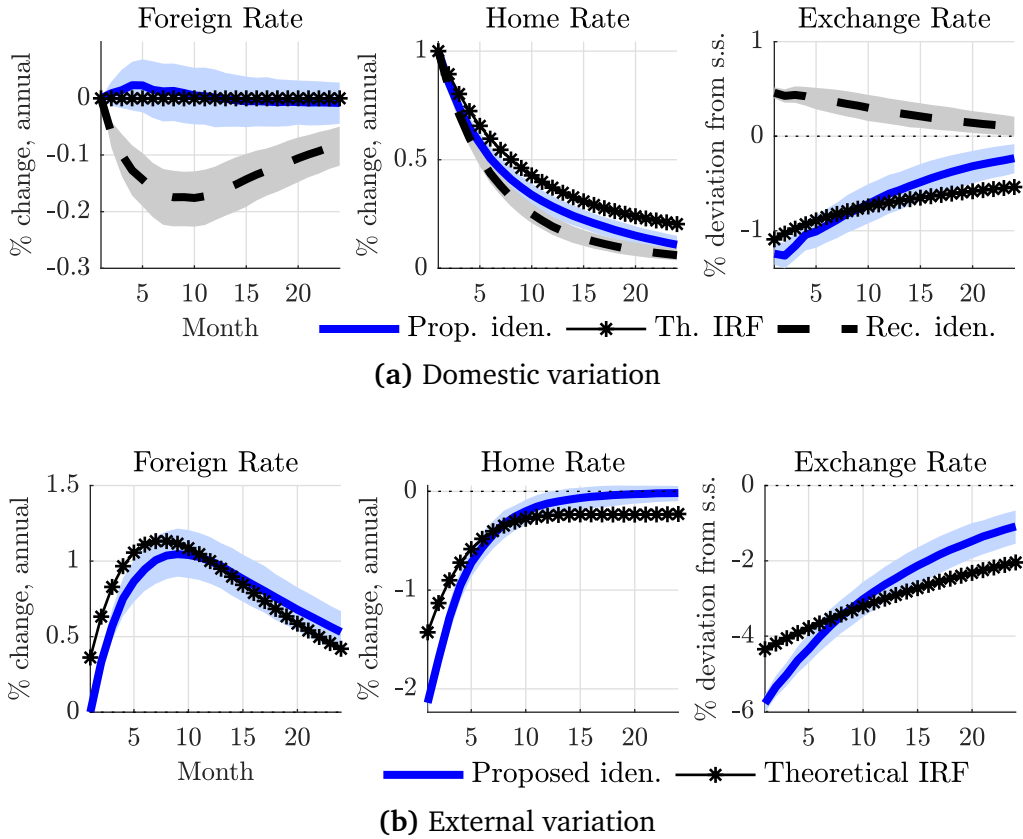 Foreign Rate
Home Rate
Exchange Rate
% change, annual
0
-0.1
-0.2
-0.3
5 10 15 20
Month
% change, annual
1
0.5
0
5 10 15 20
% deviation from s.s.
1
0
-1
5 10 15 20
Prop. iden. Th. IRF Rec. iden.
(a) Domestic variation
Foreign Rate
Home Rate
Exchange Rate
% change, annual
1.5
1
0.5
0
5 10 15 20
Month
% change, annual
0
-1
-2
5 10 15 20
% deviation from s.s.
0
-2
-4
-6
5 10 15 20
Proposed iden. Theoretical IRF
(b) External variation